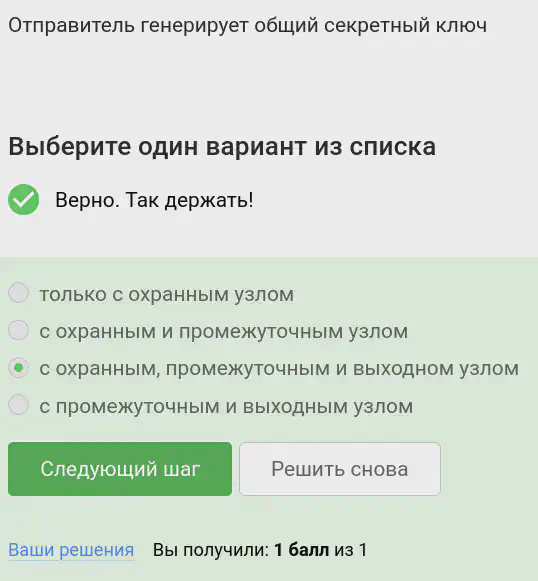 Отправитель генерирует общий секретный ключ
Выберите один вариант из списка
Верно. Так держать!
только с охранным узлом
с охранным и промежуточным узлом
с охранным, промежуточным и выходном узлом
с промежуточным и выходным узлом
Следующий шаг Решить снова
Ваши решения Вы получили: 1 балл из 1